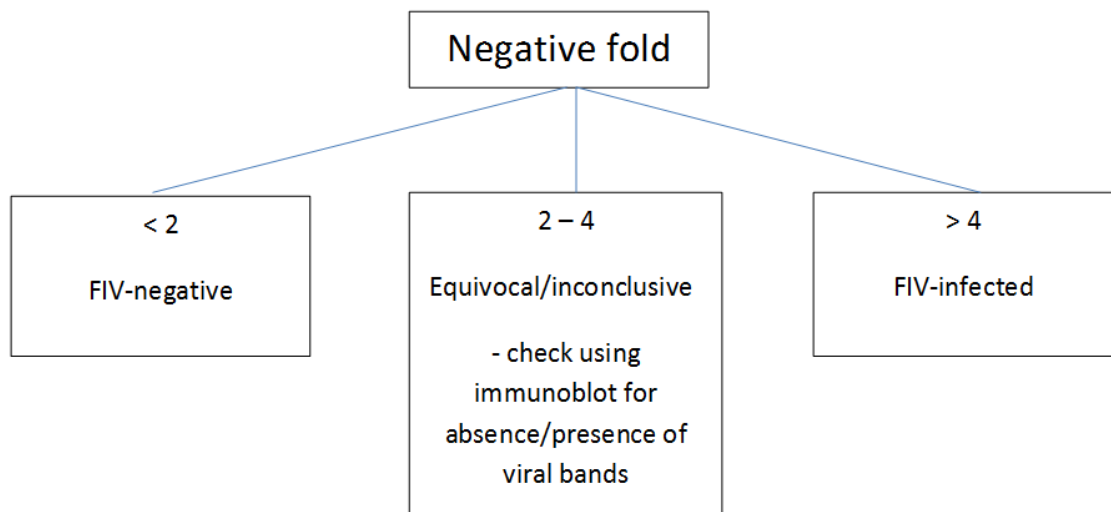 Negative fold
< 2
FIV-negative
2 – 4
Equivocal/inconclusive
- check using
immunoblot for
absence/presence of
viral bands
> 4
FIV-infected